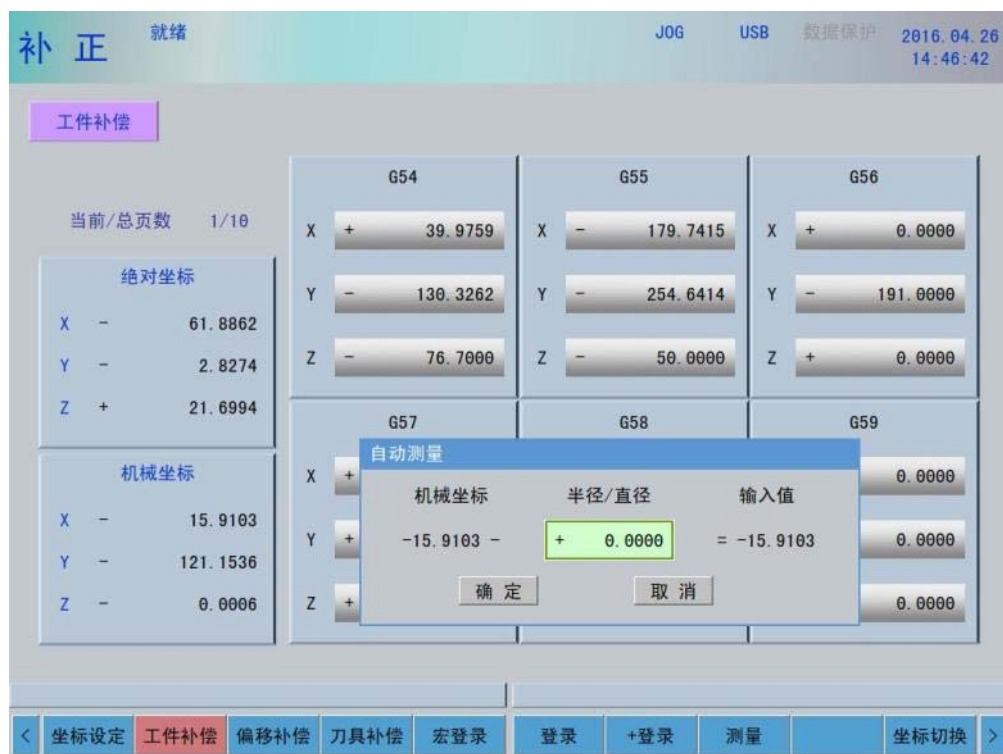 补 正
就绪
JOG
USB
数据保护
2016.04.26
14:46:42
工件补偿
当前/总页数 1/10
绝对坐标
X - 61.8862
Y - 2.8274
Z + 21.6994
机械坐标
X - 15.9103
Y - 121.1536
Z - 0.0006
G54
X + 39.9759
Y - 130.3262
Z - 76.7000
G55
X - 179.7415
Y - 254.6414
Z - 50.0000
G56
X + 0.0000
Y - 191.0000
Z + 0.0000
G57
X +
Y +
Z +
G58
G59
0.0000
0.0000
0.0000
自动测量
机械坐标 半径/直径 输入值
-15.9103 - + 0.0000 = -15.9103
确 定 取 消
< 坐标设定 工件补偿 偏移补偿 刀具补偿 宏登录 登录 +登录 测量 坐标切换 >